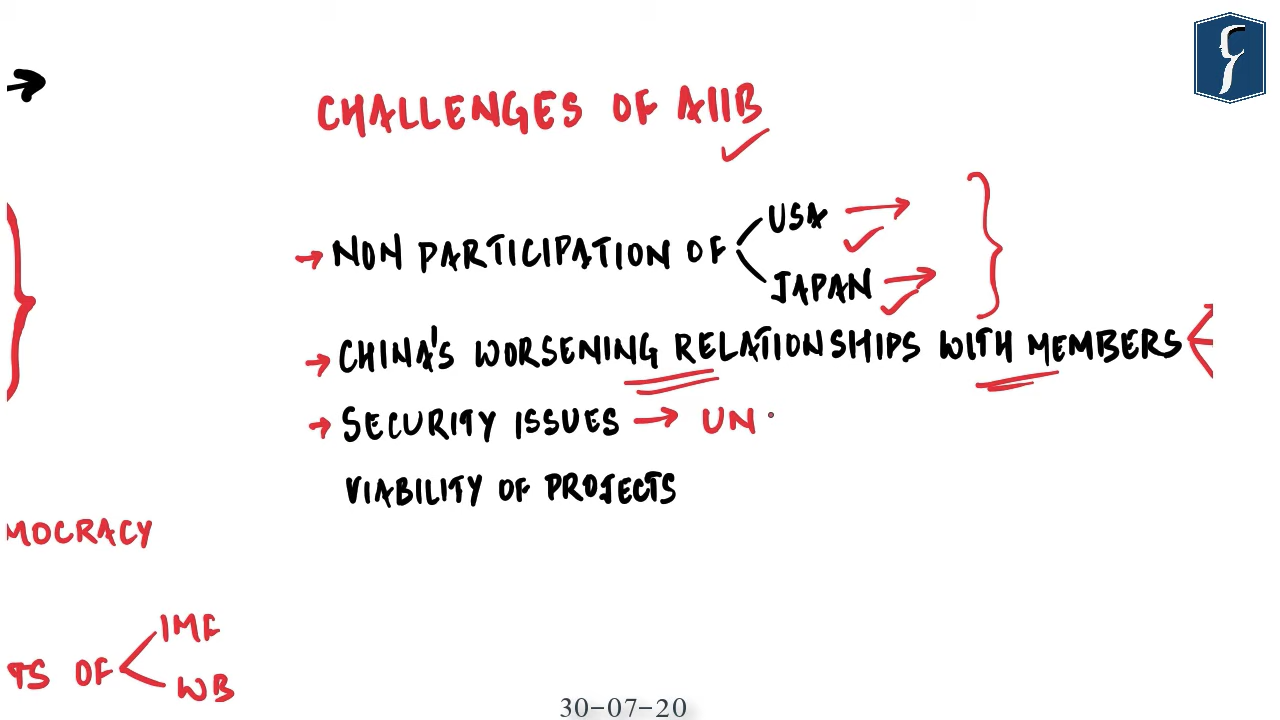 CHALLENGES OF AIIB
NON PARTICIPATION OF
USA
JAPAN
CHINA'S WORSENING RELATIONSHIPS WITH MEMBERS
SECURITY ISSUES → UN
VIABILITY OF PROJECTS
MOCRACY
TS OF
IMF
WB
30-07-20